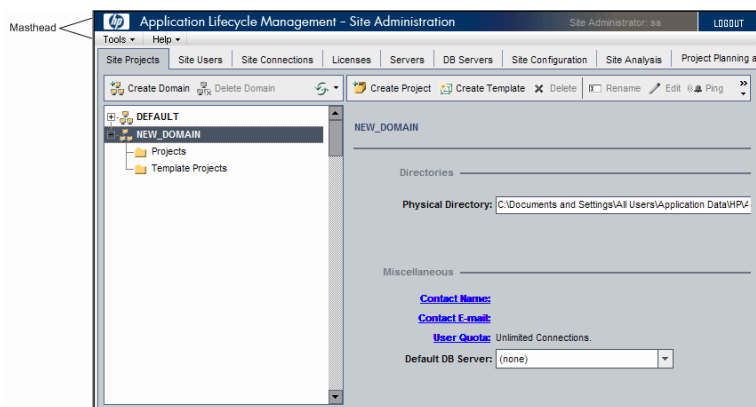 Masthead
hp Application Lifecycle Management – Site Administration Site Administrator: sa LOGOUT
Tools Help
Site Projects Site Users Site Connections Licenses Servers DB Servers Site Configuration Site Analysis Project Planning a
Create Domain Delete Domain Create Project Create Template Delete Rename Edit Ping
DEFAULT
NEW_DOMAIN
Projects
Template Projects
NEW_DOMAIN
Directories
Physical Directory: C:\Documents and Settings\All Users\Application Data\HP\A
Miscellaneous
Contact Name:
Contact E-mail:
User Quota: Unlimited Connections.
Default DB Server: (none)